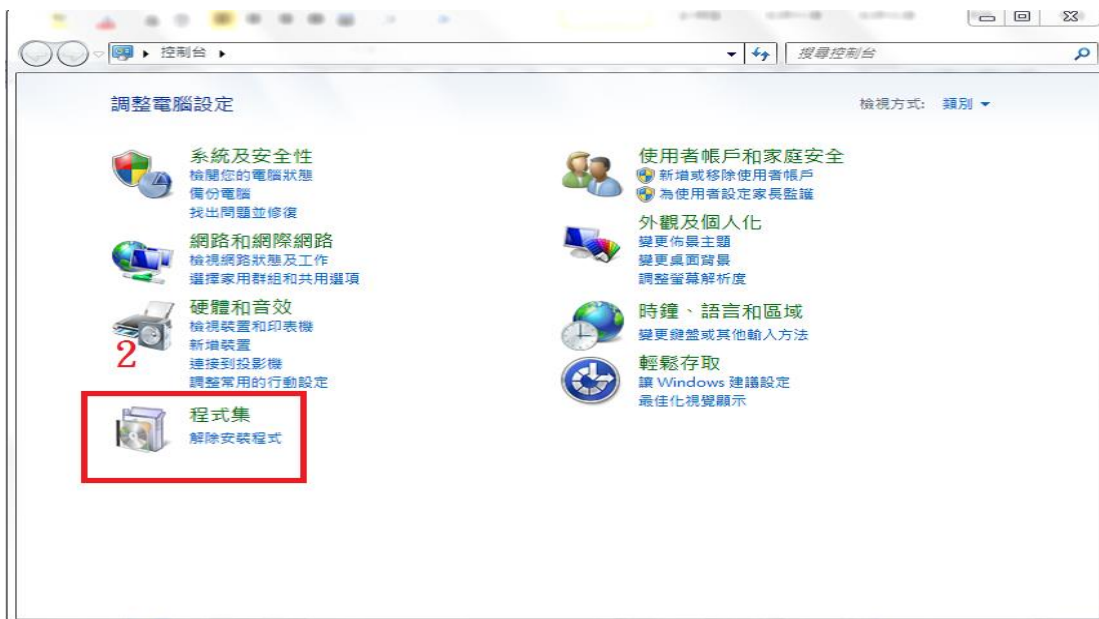 控制台
搜尋控制台
調整電腦設定
檢視方式: 類別
系統及安全性
檢閱您的電腦狀態
備份電腦
找出問題並修復
網路和網際網路
檢視網路狀態及工作
選擇家用群組和共用選項
硬體和音效
檢視裝置和印表機
新增裝置
連接到投影機
調整常用的行動設定
2
程式集
解除安裝程式
使用者帳戶和家庭安全
新增或移除使用者帳戶
為使用者設定家長監護
外觀及個人化
變更佈景主題
變更桌面背景
調整螢幕解析度
時鐘、語言和區域
變更鍵盤或其他輸入方法
輕鬆存取
讓 Windows 建議設定
最佳化視覺顯示